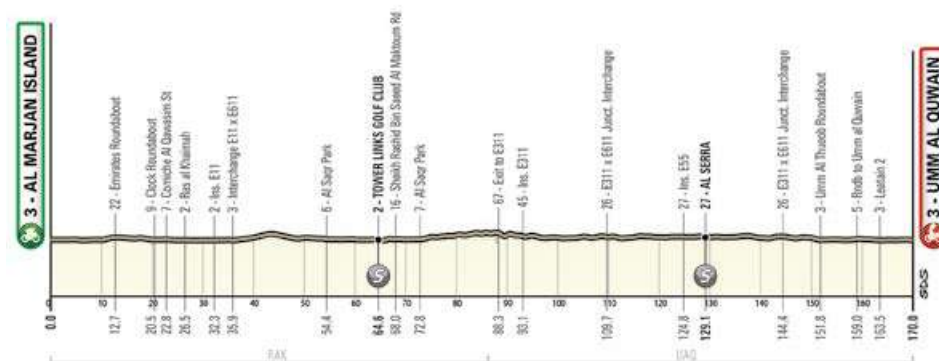 3 - AL MARJAN ISLAND
22 - Emirates Roundabout
9 - Clock Roundabout
7 - Corniche Al Qawasim St
2 - Ras al Khaimah
2 - Ins. E11
3 - Interchange E11 x E611
6 - Al Saqr Park
2 - TOWER LINKS GOLF CLUB
16 - Shaikh Rashid Bin Saeed Al Maktoum Rd
7 - Al Saqr Park
67 - Exit to E311
45 - Ins. E311
26 - E311 x E611 Junct. Interchange
27 - Ins. E55
27 - AL SERRA
26 - E311 x E611 Junct. Interchange
3 - Umm Al Thuoob Roundabout
5 - Rndb to Umm al Quwain
3 - UMM AL QUWAIN
S
S
SDS
0 10 20 30 40 50 60 70 80 90 100 110 120 130 140 150 160 170
0.0
12.7
20.5
22.8
26.5
32.3
35.9
54.4
64.6
68.0
72.8
88.3
93.1
109.7
124.8
129.1
144.4
151.8
159.0
163.5
170.0
RAK
UAQ